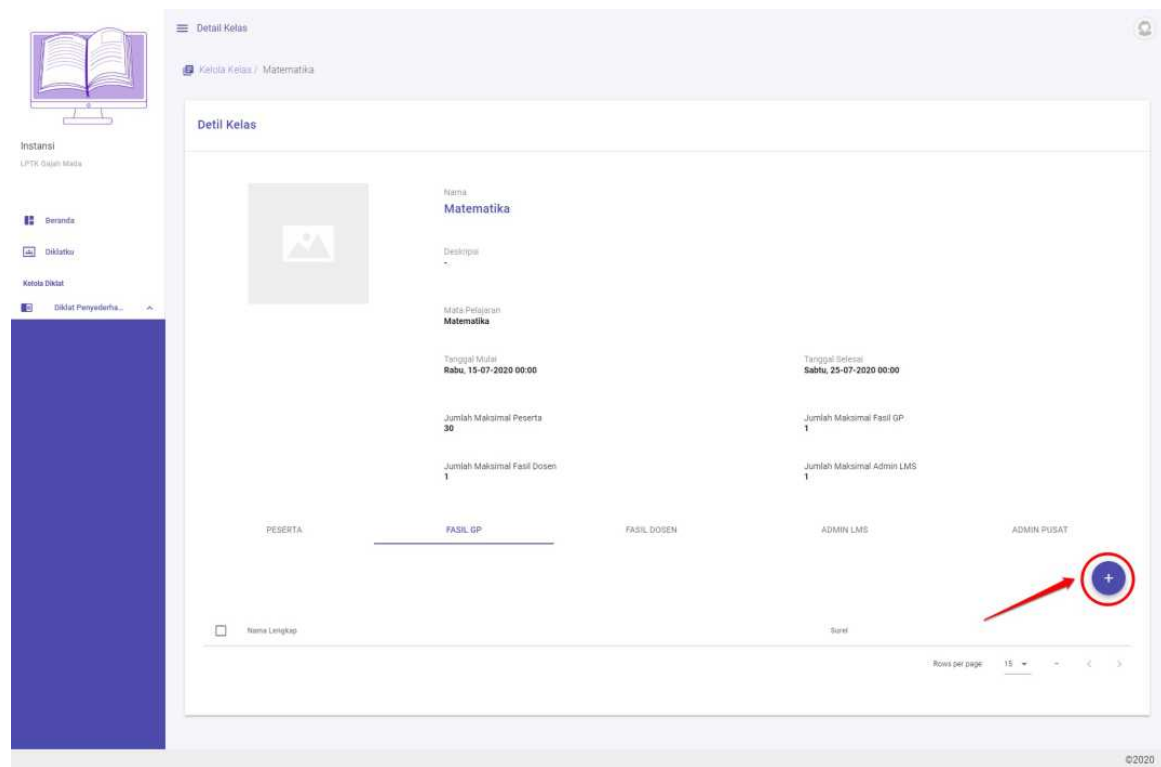 Detail Kelas
Kelola Kelas / Matematika
Instansi
LPTK Gajah Mada
Beranda
Diklatku
Kelola Diklat
Diklat Penyederha...
Detil Kelas
Nama
Matematika
Deskripsi
-
Mata Pelajaran
Matematika
Tanggal Mulai
Rabu, 15-07-2020 00:00
Tanggal Selesai
Sabtu, 25-07-2020 00:00
Jumlah Maksimal Peserta
30
Jumlah Maksimal Fasil GP
1
Jumlah Maksimal Fasil Dosen
1
Jumlah Maksimal Admin LMS
1
PESERTA FASIL GP FASIL DOSEN ADMIN LMS ADMIN PUSAT
+
Nama Lengkap Surel
Rows per page 15 - < >
©2020